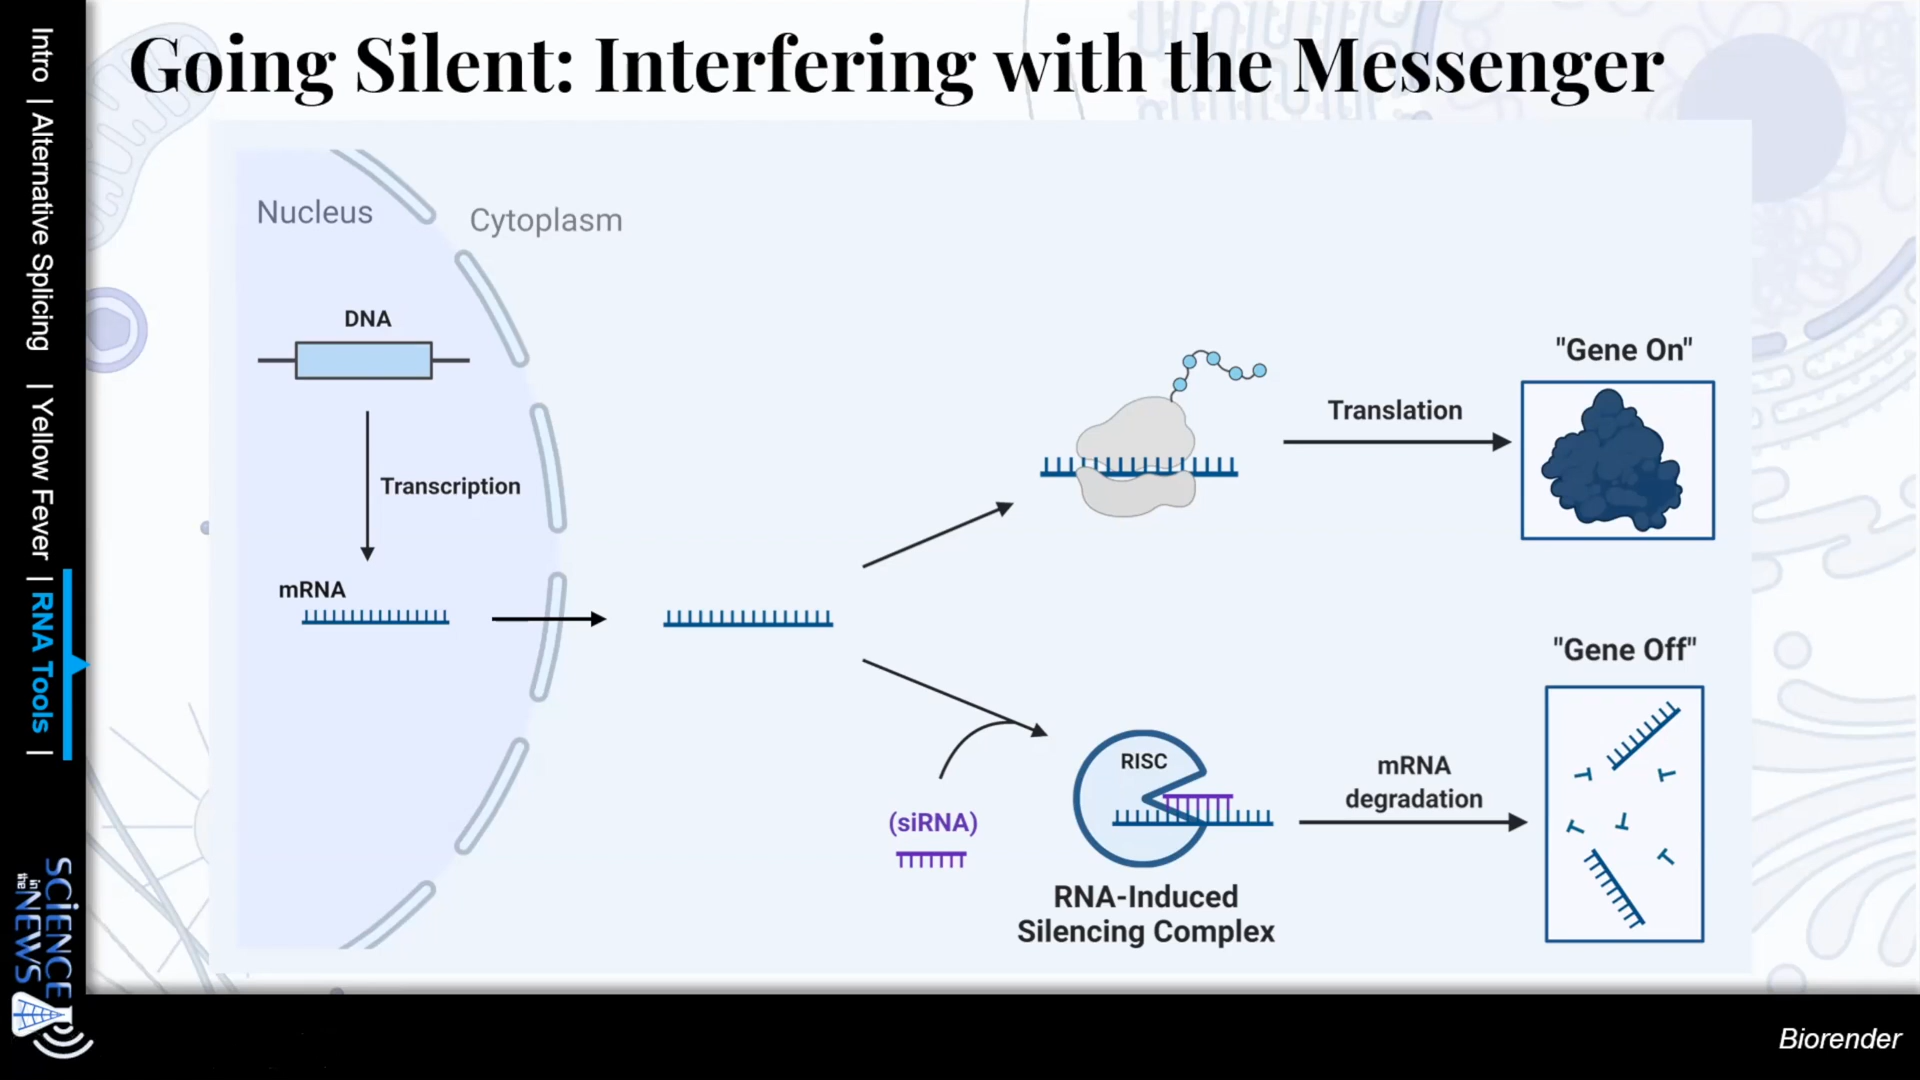 Going Silent: Interfering with the Messenger
Intro | Alternative Splicing | Yellow Fever | RNA Tools |
Nucleus
Cytoplasm
DNA
Transcription
mRNA
Translation
"Gene On"
"Gene Off"
(siRNA)
RISC
RNA-Induced
Silencing Complex
mRNA
degradation
SCIENCE
in
the
NEWS
Biorender